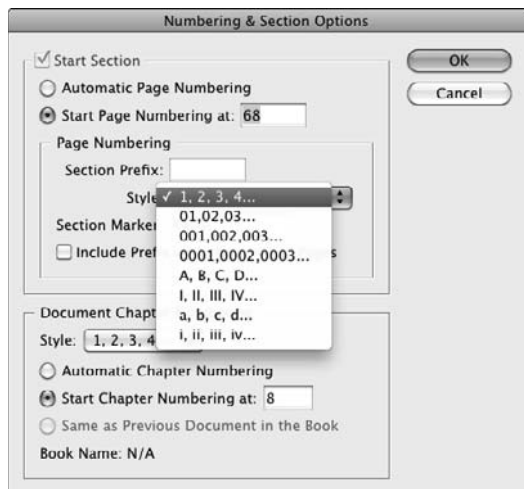 Numbering & Section Options
Start Section
OK
Automatic Page Numbering
Cancel
Start Page Numbering at: 68
Page Numbering
Section Prefix:
Style
✓ 1, 2, 3, 4...
01,02,03...
Section Marke
001,002,003...
Include Pref
0001,0002,0003...
s
A, B, C, D...
I, II, III, IV...
Document Chapt
a, b, c, d...
Style: 1, 2, 3, 4
i, ii, iii, iv...
Automatic Chapter Numbering
Start Chapter Numbering at: 8
Same as Previous Document in the Book
Book Name: N/A